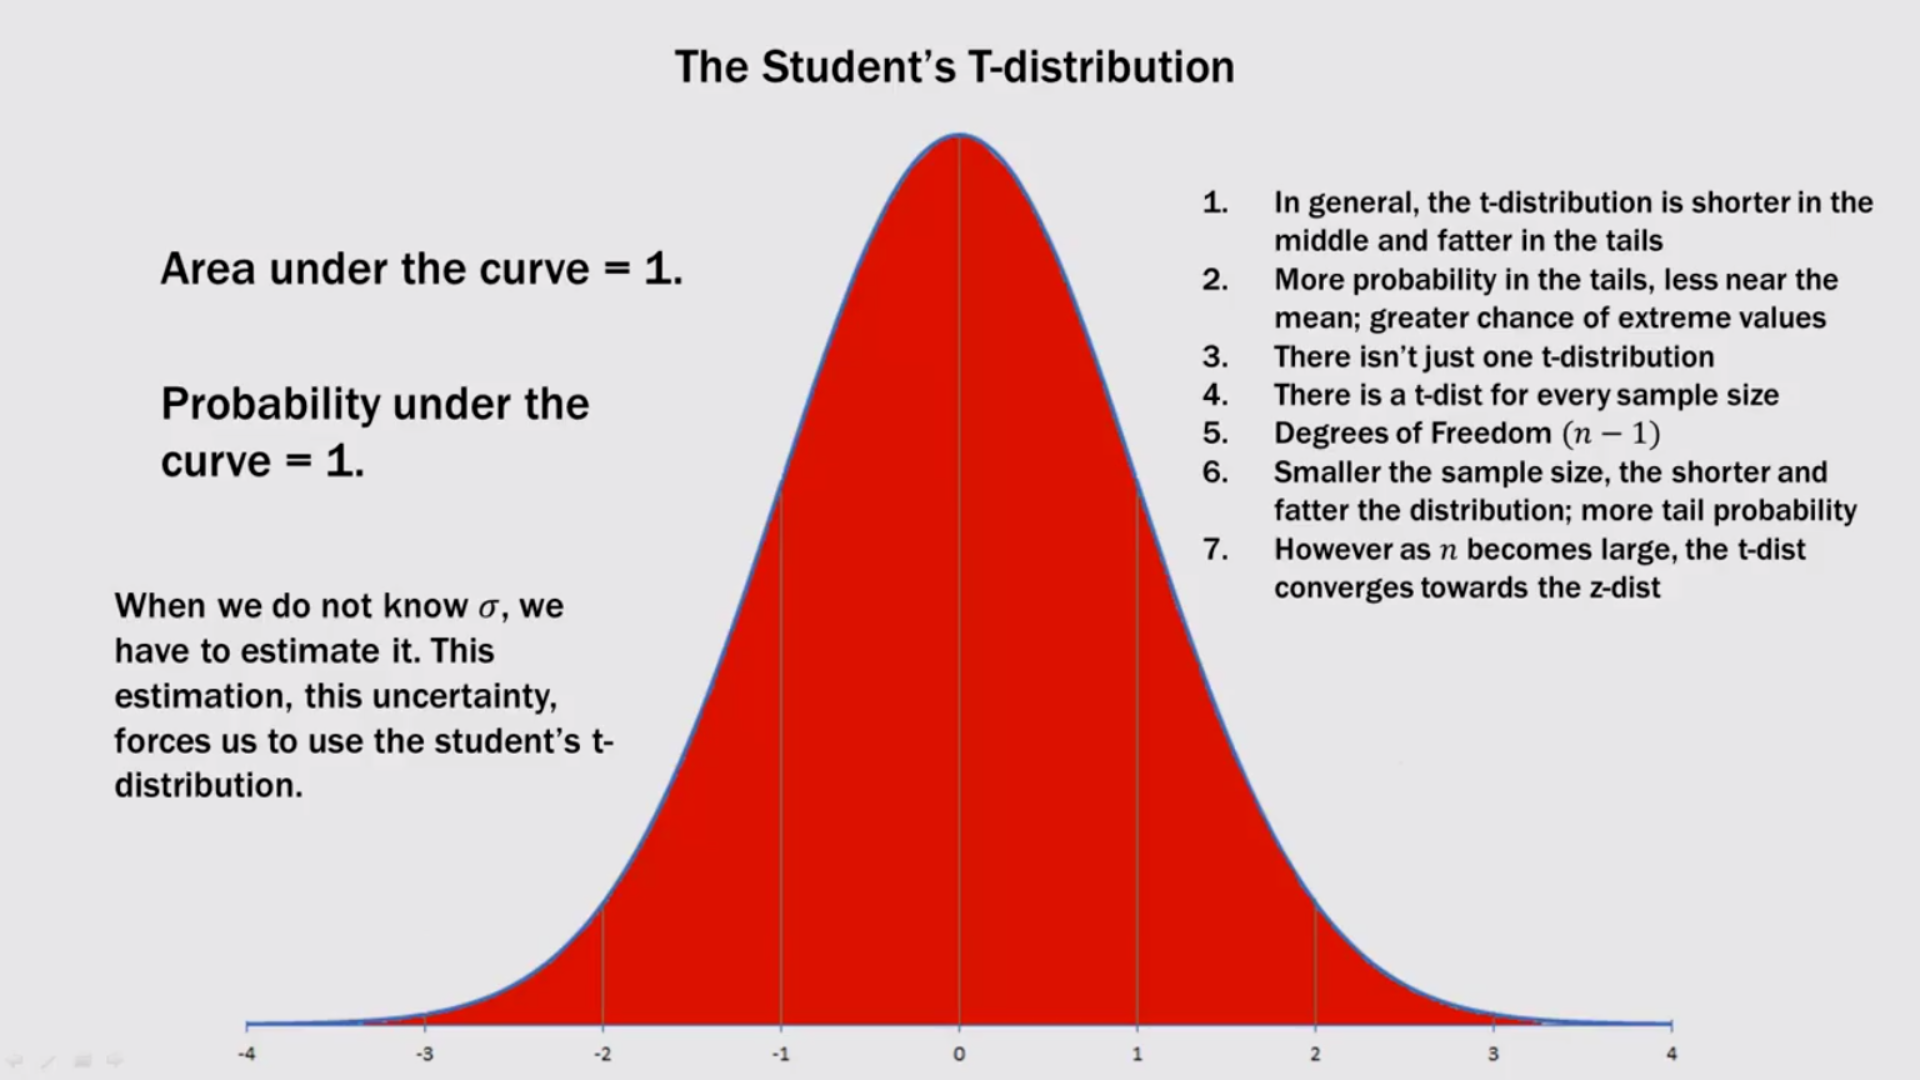 The Student's T-distribution
Area under the curve = 1.
Probability under the
curve = 1.
When we do not know σ, we
have to estimate it. This
estimation, this uncertainty,
forces us to use the student's t-
distribution.
1. In general, the t-distribution is shorter in the
middle and fatter in the tails
2. More probability in the tails, less near the
mean; greater chance of extreme values
3. There isn't just one t-distribution
4. There is a t-dist for every sample size
5. Degrees of Freedom (n − 1)
6. Smaller the sample size, the shorter and
fatter the distribution; more tail probability
7. However as n becomes large, the t-dist
converges towards the z-dist
-4 -3 -2 -1 0 1 2 3 4